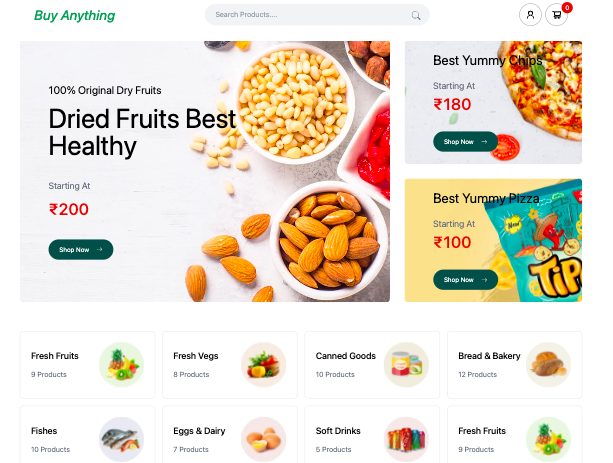 Buy Anything
Search Products....
0
100% Original Dry Fruits
Dried Fruits Best
Healthy
Starting At
₹200
Shop Now →
Best Yummy Chips
Starting At
₹180
Shop Now →
Best Yummy Pizza
Starting At
₹100
Shop Now →
New
TiP
Fresh Fruits
9 Products
Fresh Vegs
8 Products
Canned Goods
10 Products
Bread & Bakery
12 Products
Fishes
10 Products
Eggs & Dairy
7 Products
Soft Drinks
5 Products
Fresh Fruits
9 Products